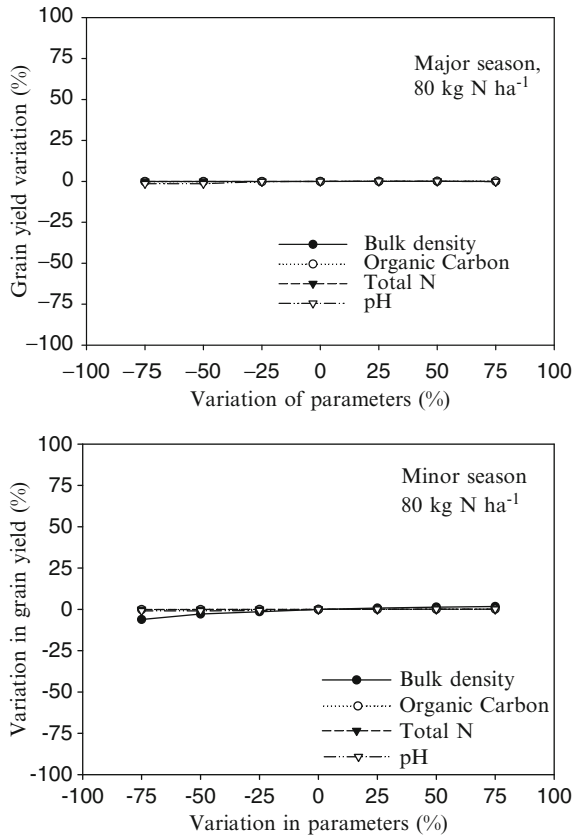 100
75
50
25
0
−25
−50
−75
−100
Grain yield variation (%)
Major season,
80 kg N ha-1
Bulk density
Organic Carbon
Total N
pH
−100 −75 −50 −25 0 25 50 75 100
Variation of parameters (%)
100
75
50
25
0
-25
-50
-75
-100
Variation in grain yield (%)
Minor season
80 kg N ha-1
Bulk density
Organic Carbon
Total N
pH
-100 -75 -50 -25 0 25 50 75 100
Variation in parameters (%)